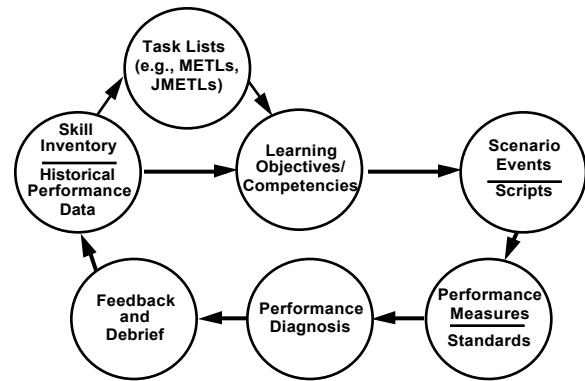 Task Lists
(e.g., METLs,
JMETLs)
Skill
Inventory
Historical
Performance
Data
Learning
Objectives/
Competencies
Scenario
Events
Scripts
Feedback
and
Debrief
Performance
Diagnosis
Performance
Measures
Standards